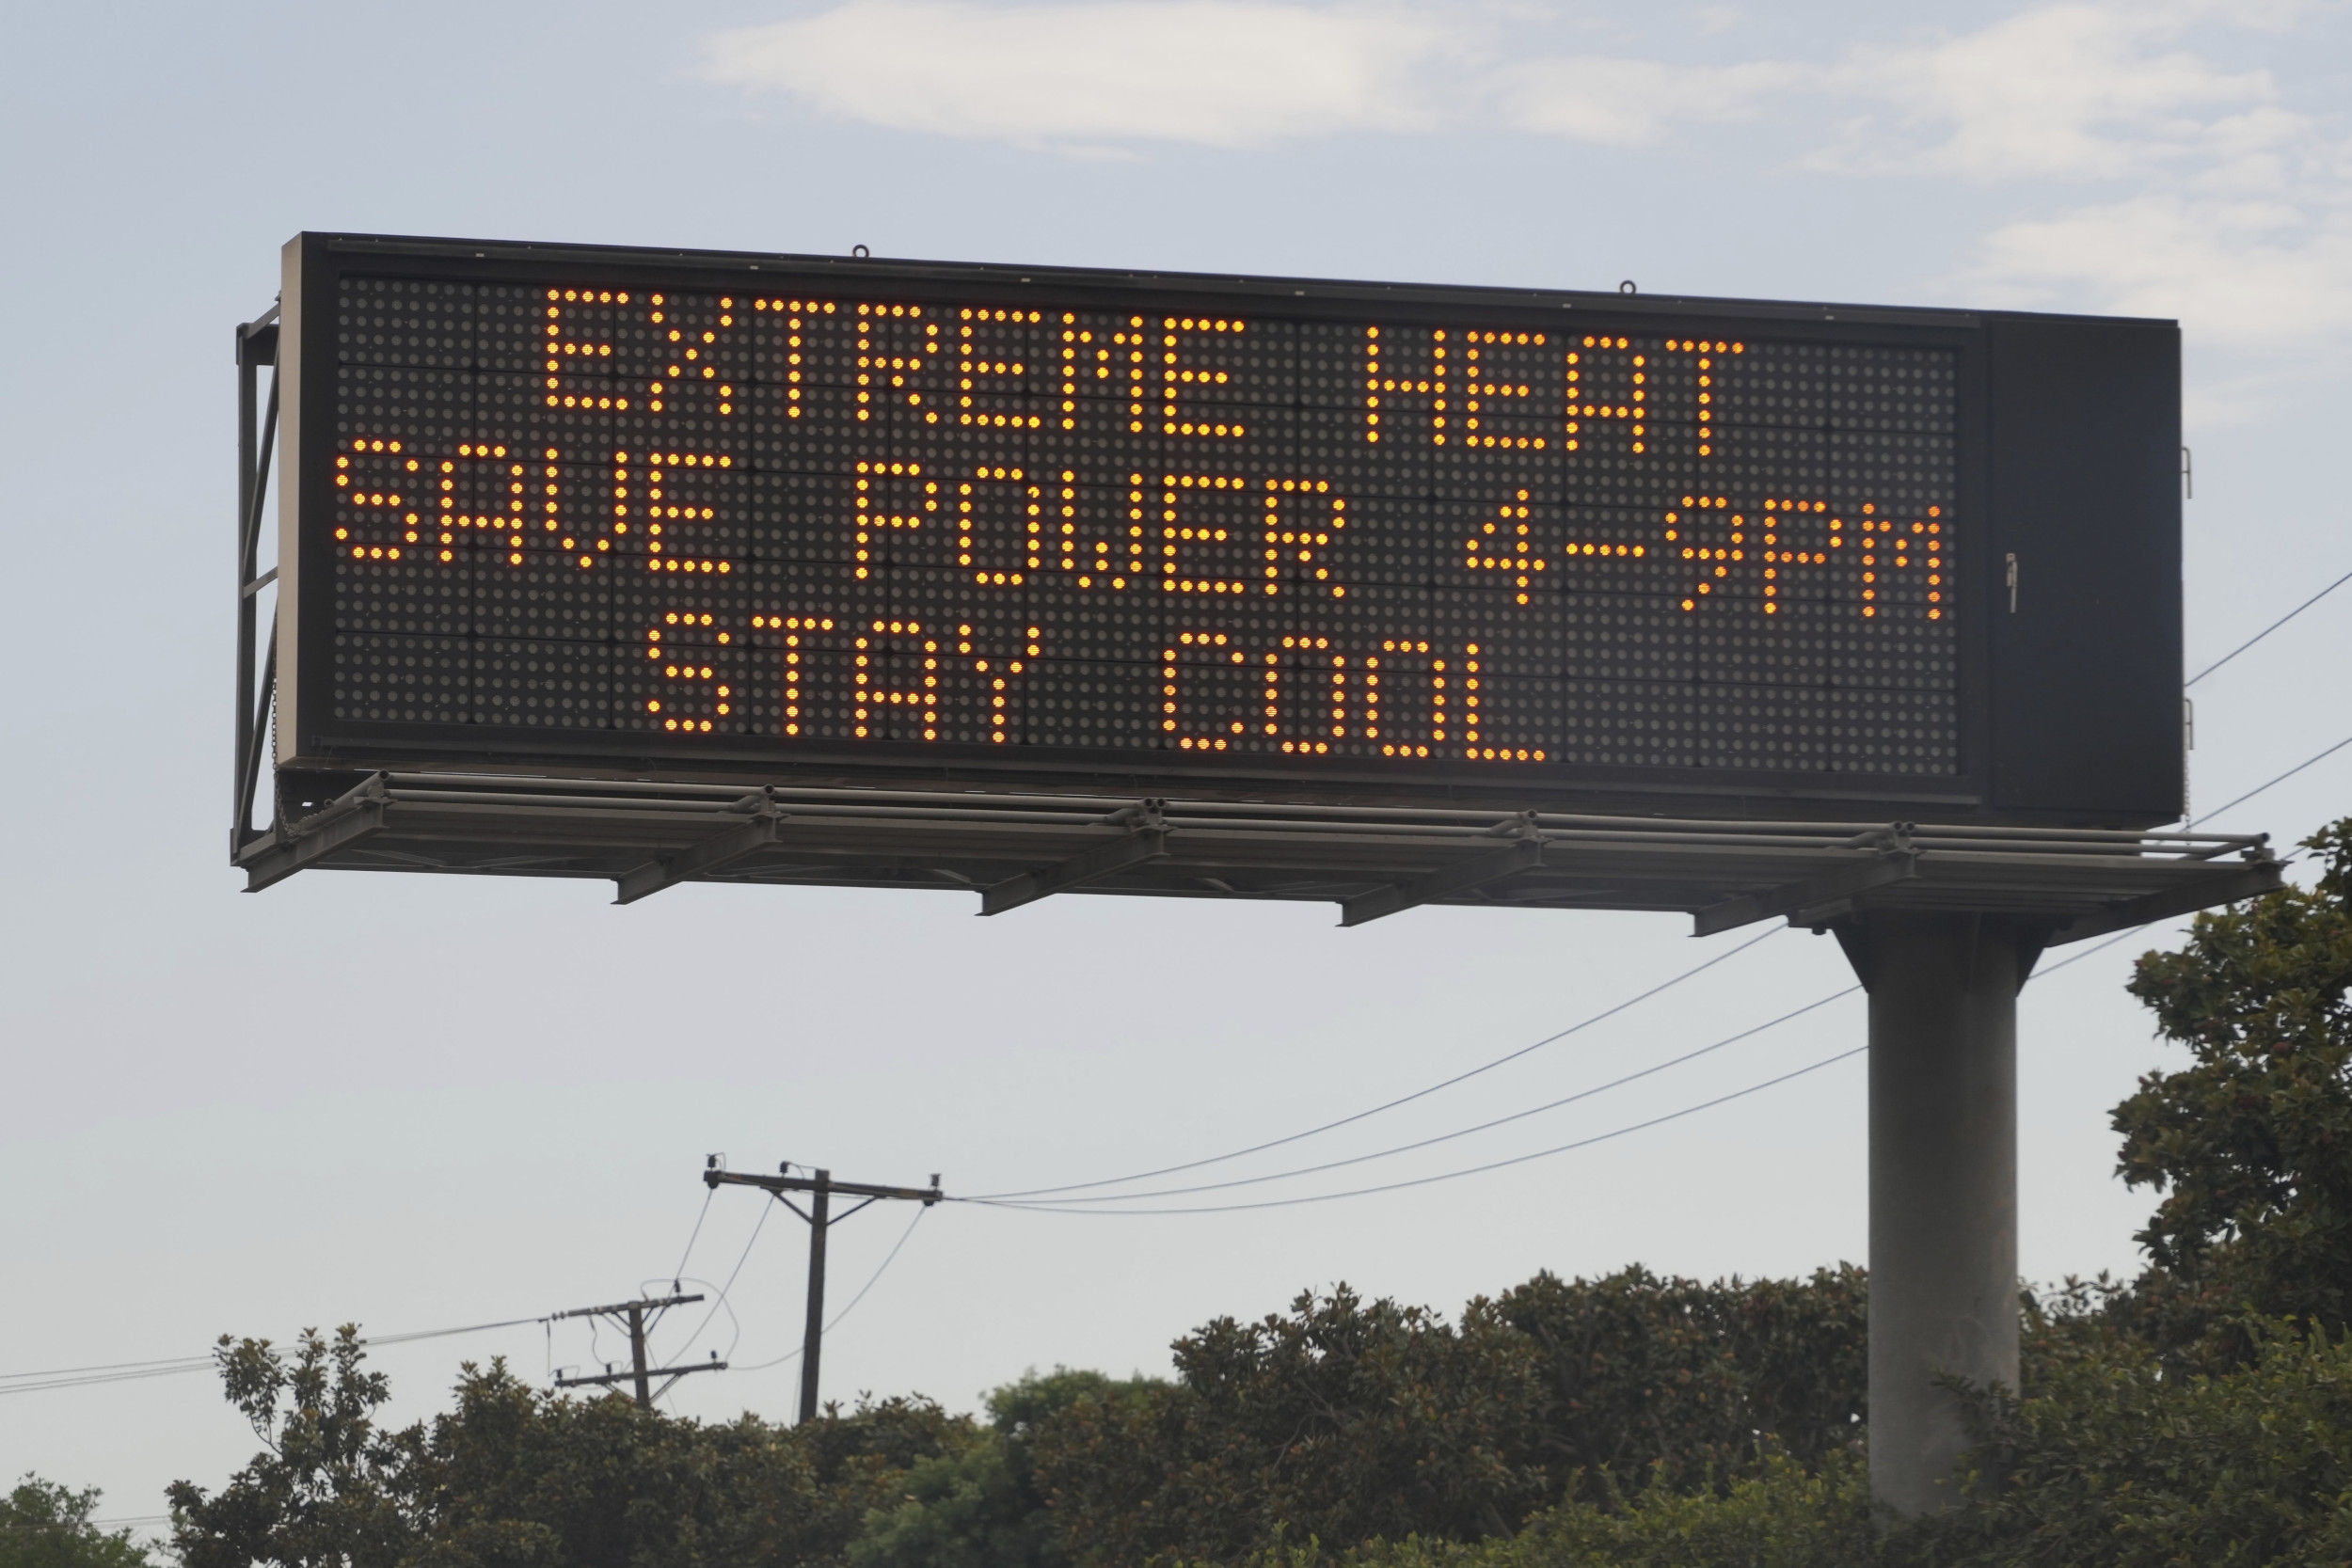 EXTREME HEAT
SAVE POWER 4-9PM
STAY COOL